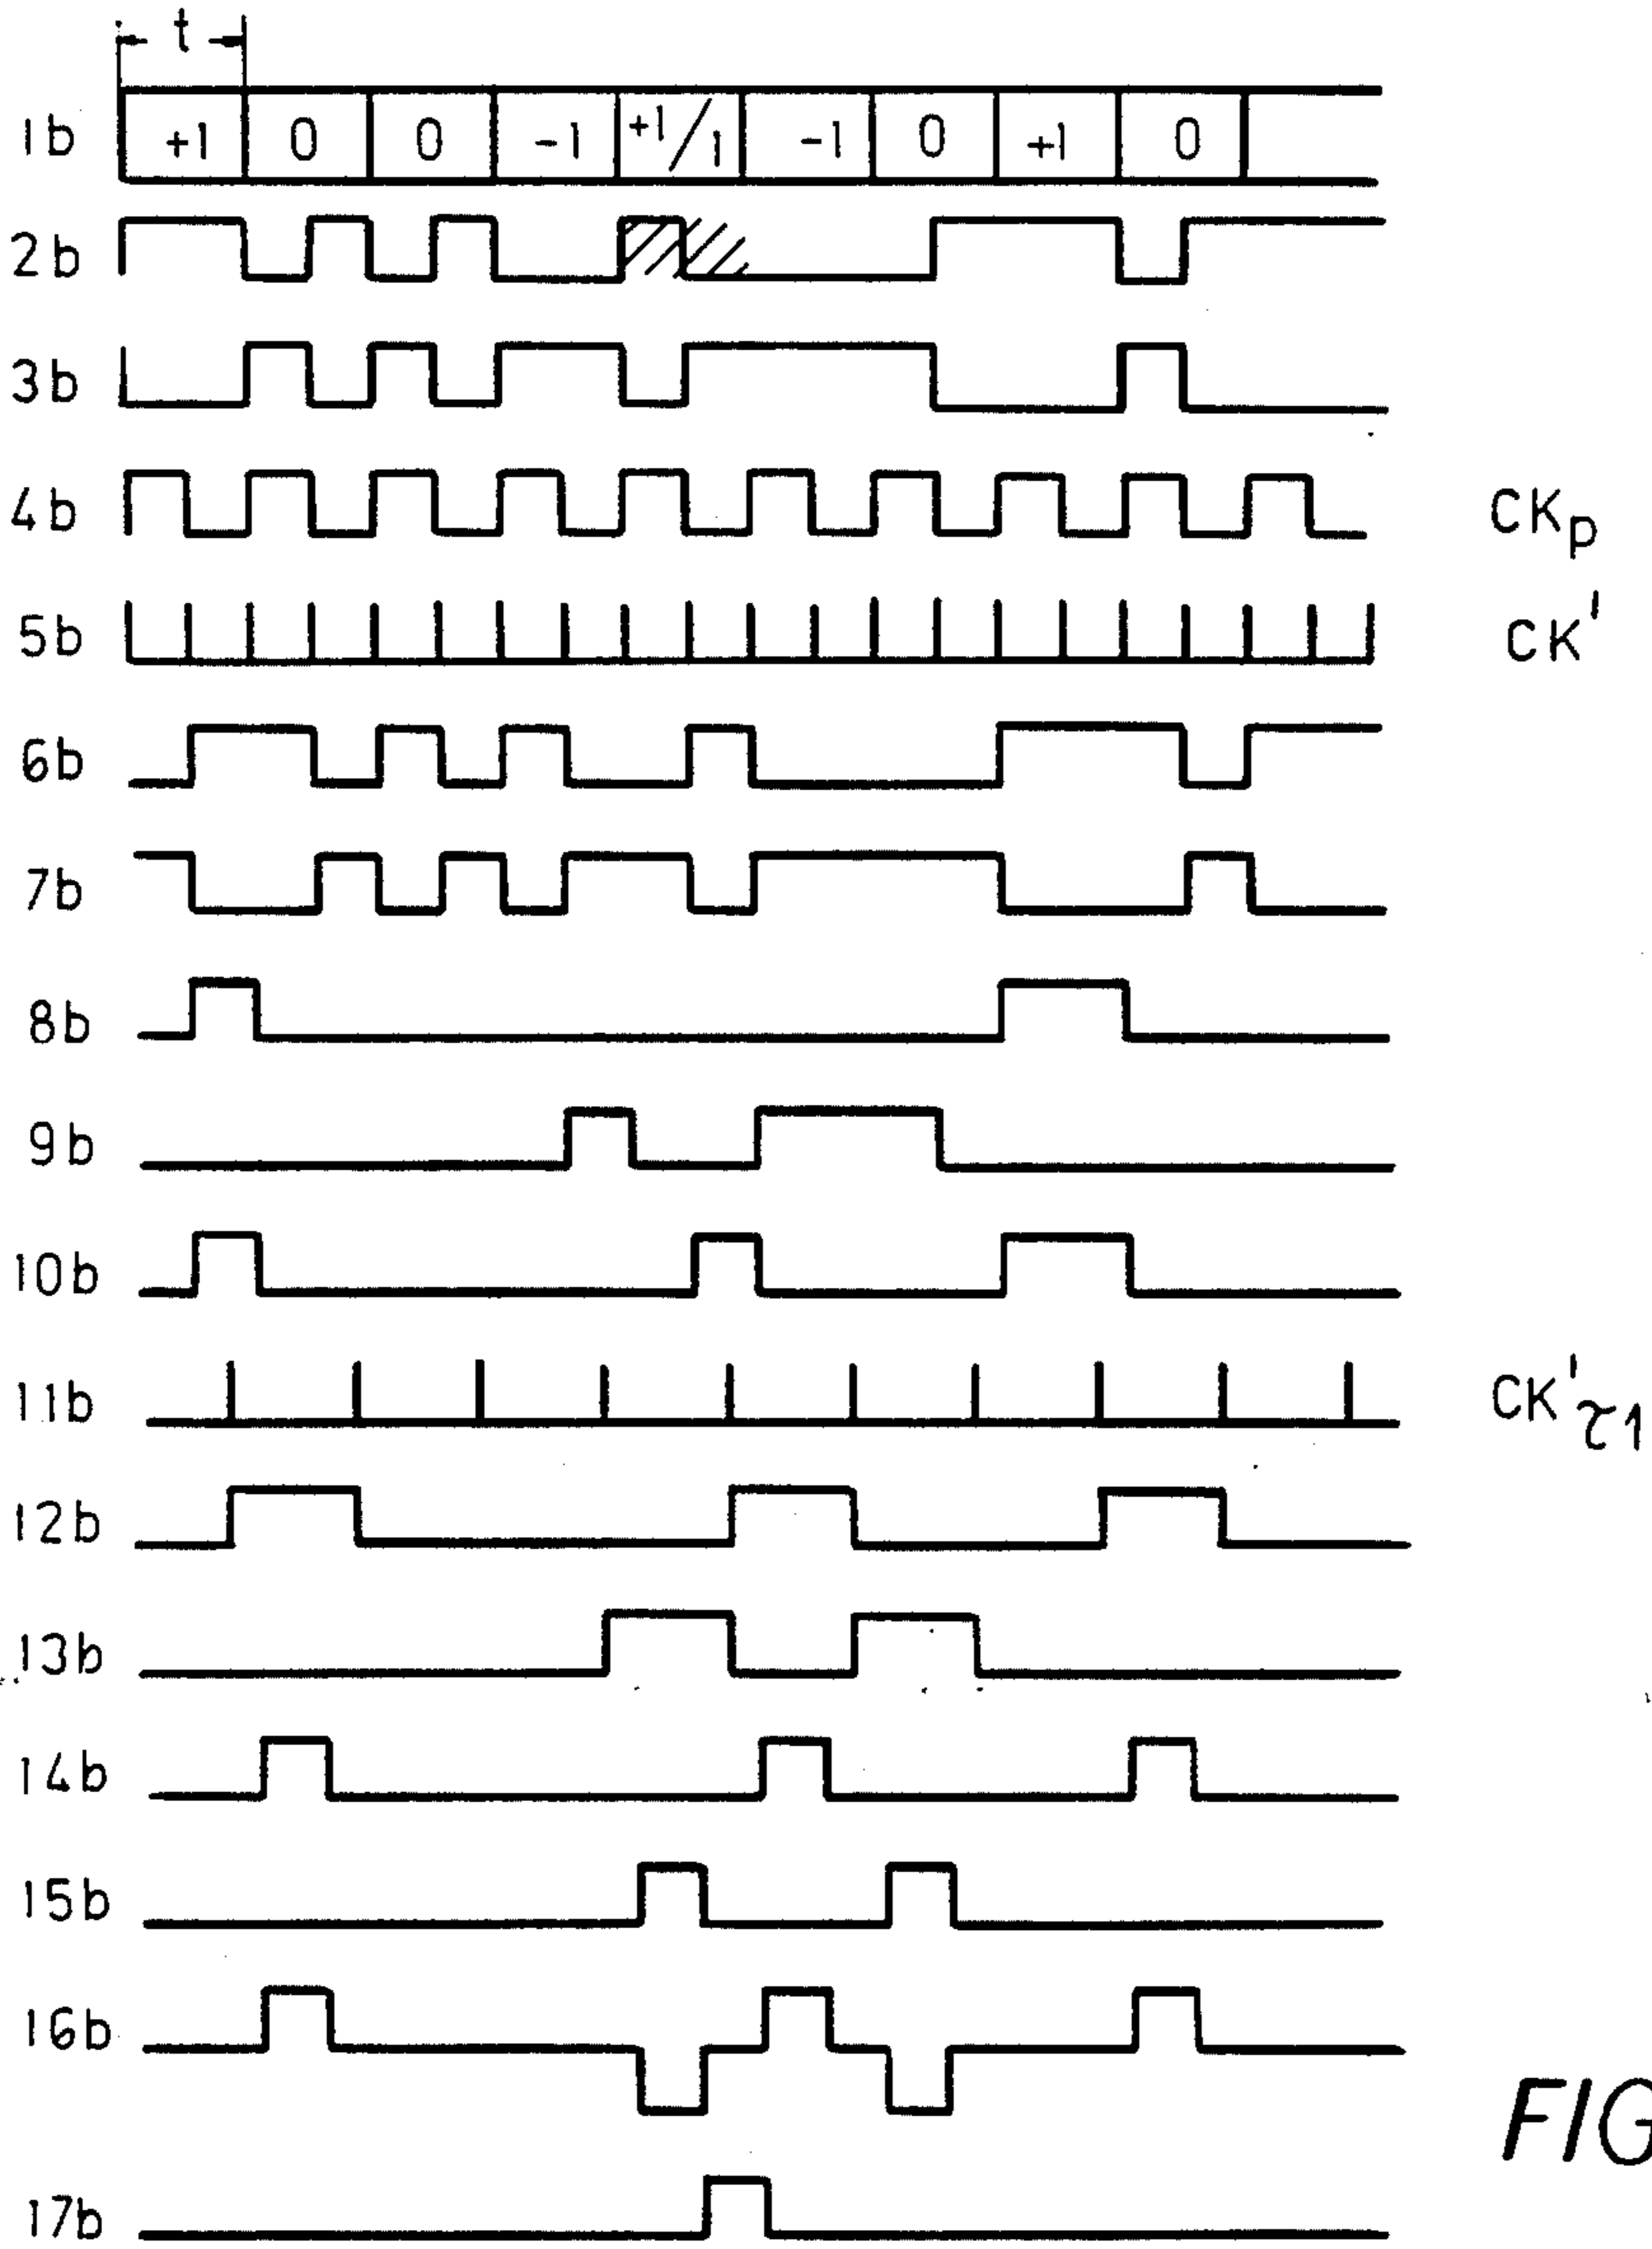 t
1b +1 0 0 -1 +1/1 -1 0 +1 0
2b
3b
4b CKp
5b CK'
6b
7b
8b
9b
10b
11b CK'τ1
12b
13b
14b
15b
16b
FIG
17b